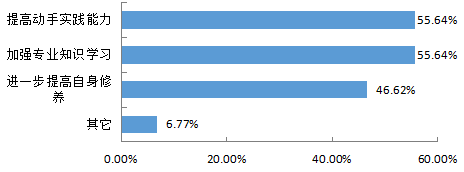 提高动手实践能力
55.64%
加强专业知识学习
55.64%
进一步提高自身修
养
46.62%
其它
6.77%
0.00% 20.00% 40.00% 60.00%